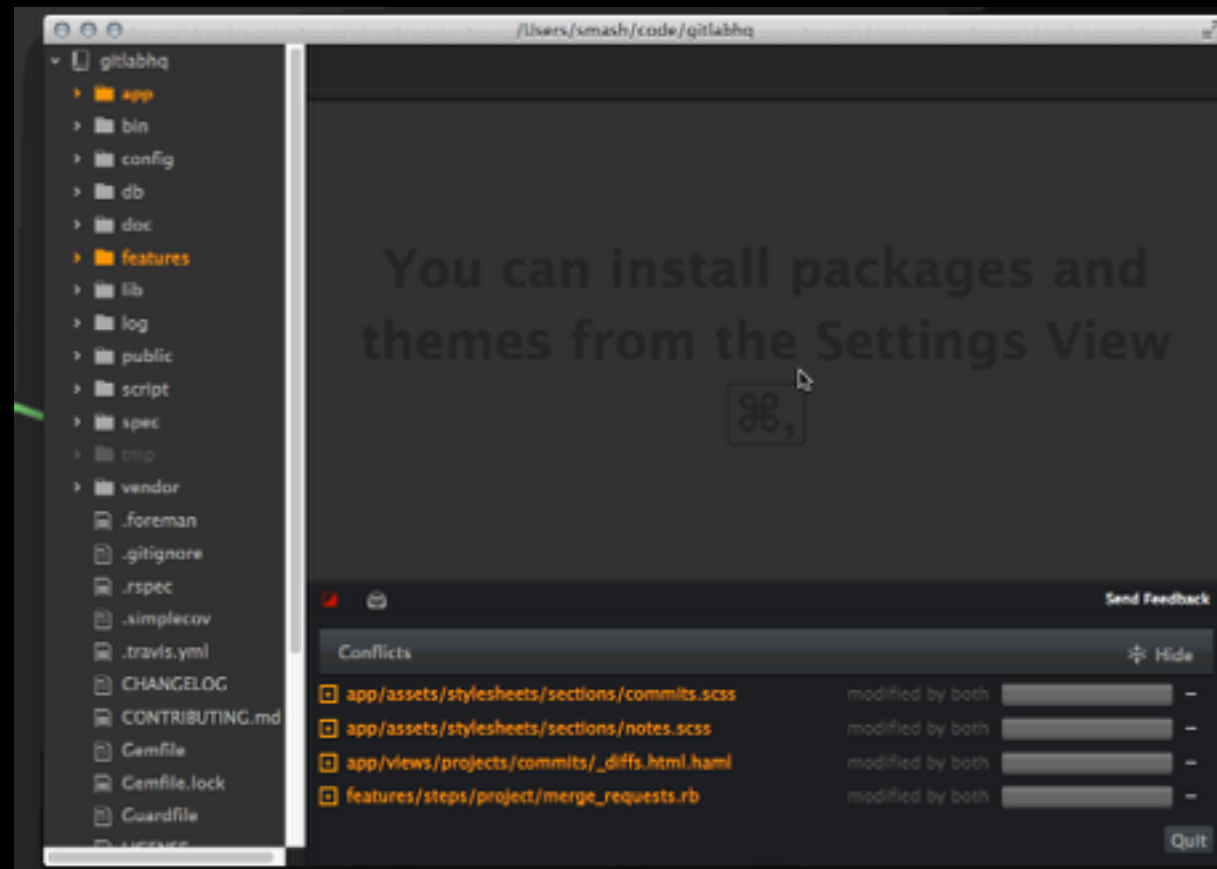 /Users/smash/code/gitlabhq
gitlabhq
app
bin
config
db
doc
features
lib
log
public
script
spec
tmp
vendor
.foreman
.gitignore
.rspec
.simplecov
.travis.yml
CHANGELOG
CONTRIBUTING.md
Gemfile
Gemfile.lock
Guardfile
LICENSE
You can install packages and
themes from the Settings View
⌘,
Send Feedback
Conflicts Hide
app/assets/stylesheets/sections/commits.scss modified by both
app/assets/stylesheets/sections/notes.scss modified by both
app/views/projects/commits/_diffs.html.haml modified by both
features/steps/project/merge_requests.rb modified by both
Quit